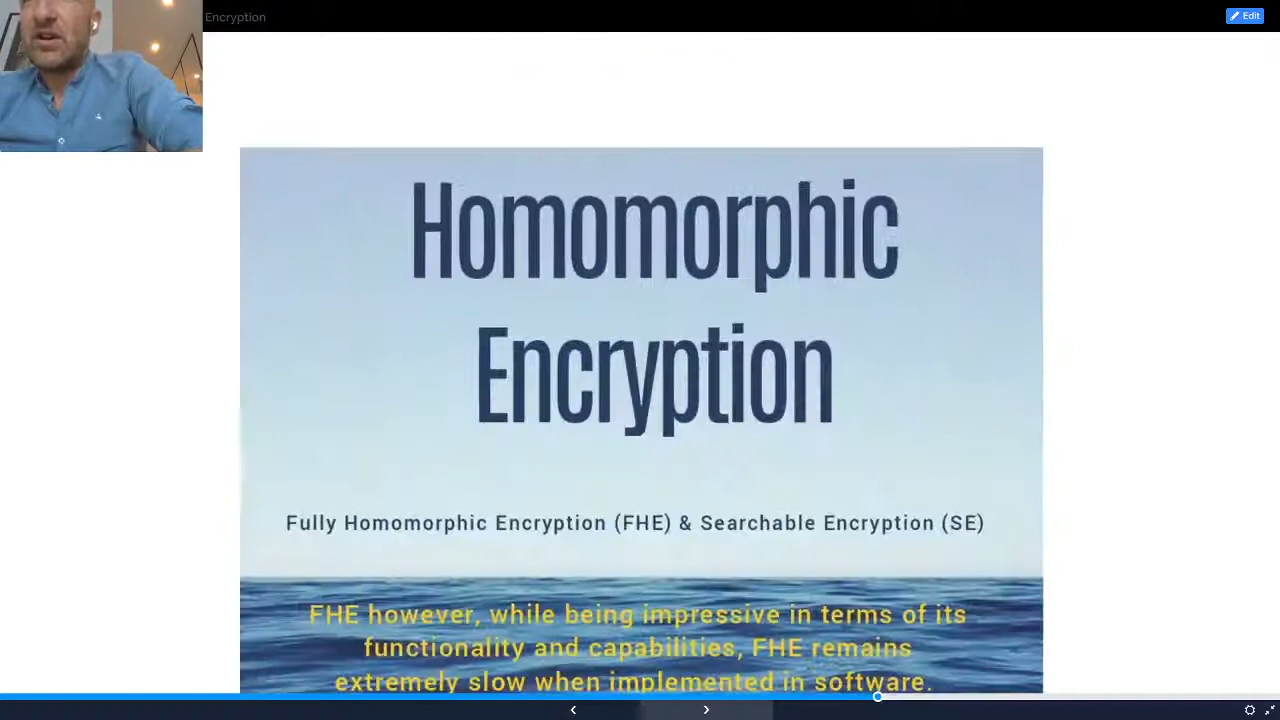 Encryption
Edit
Homomorphic
Encryption
Fully Homomorphic Encryption (FHE) & Searchable Encryption (SE)
FHE however, while being impressive in terms of its
functionality and capabilities, FHE remains
extremely slow when implemented in software.